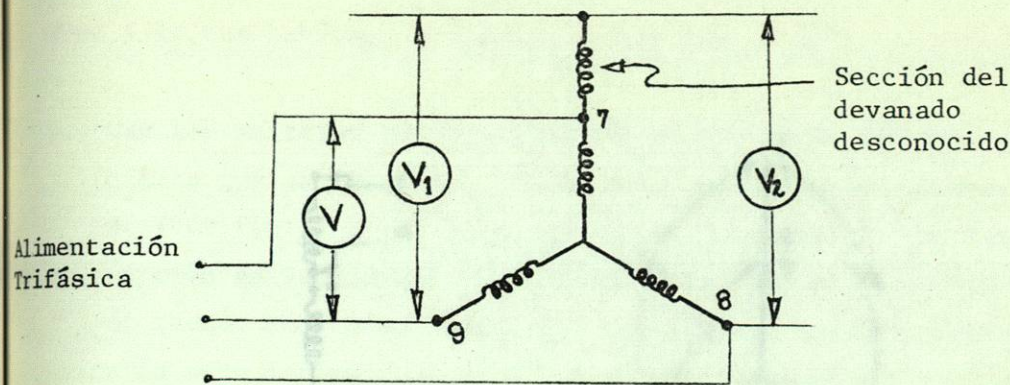 V₁
V₂
V
7
8
9
Sección del
devanado
desconocido
Alimentación
Trifásica